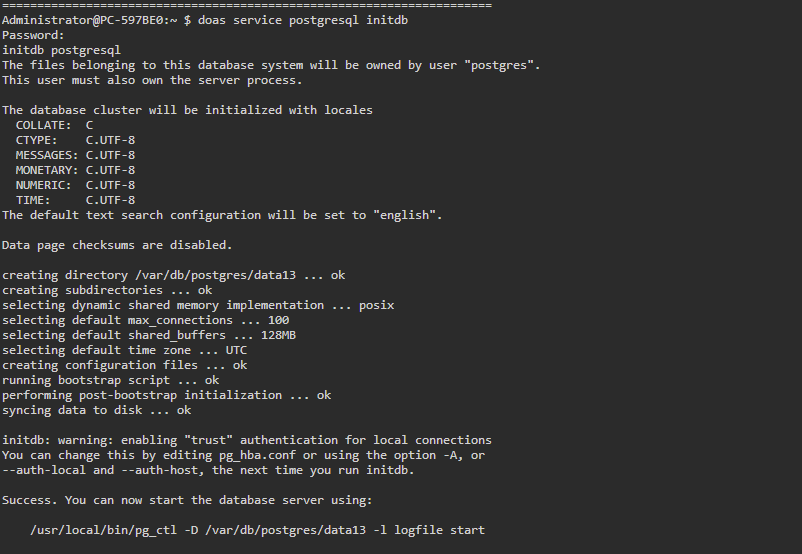 ======================================================================
Administrator@PC-597BE0:~ $ doas service postgresql initdb
Password:
initdb postgresql
The files belonging to this database system will be owned by user "postgres".
This user must also own the server process.

The database cluster will be initialized with locales
  COLLATE:  C
  CTYPE:    C.UTF-8
  MESSAGES: C.UTF-8
  MONETARY: C.UTF-8
  NUMERIC:  C.UTF-8
  TIME:     C.UTF-8
The default text search configuration will be set to "english".

Data page checksums are disabled.

creating directory /var/db/postgres/data13 ... ok
creating subdirectories ... ok
selecting dynamic shared memory implementation ... posix
selecting default max_connections ... 100
selecting default shared_buffers ... 128MB
selecting default time zone ... UTC
creating configuration files ... ok
running bootstrap script ... ok
performing post-bootstrap initialization ... ok
syncing data to disk ... ok

initdb: warning: enabling "trust" authentication for local connections
You can change this by editing pg_hba.conf or using the option -A, or
--auth-local and --auth-host, the next time you run initdb.

Success. You can now start the database server using:

    /usr/local/bin/pg_ctl -D /var/db/postgres/data13 -l logfile start